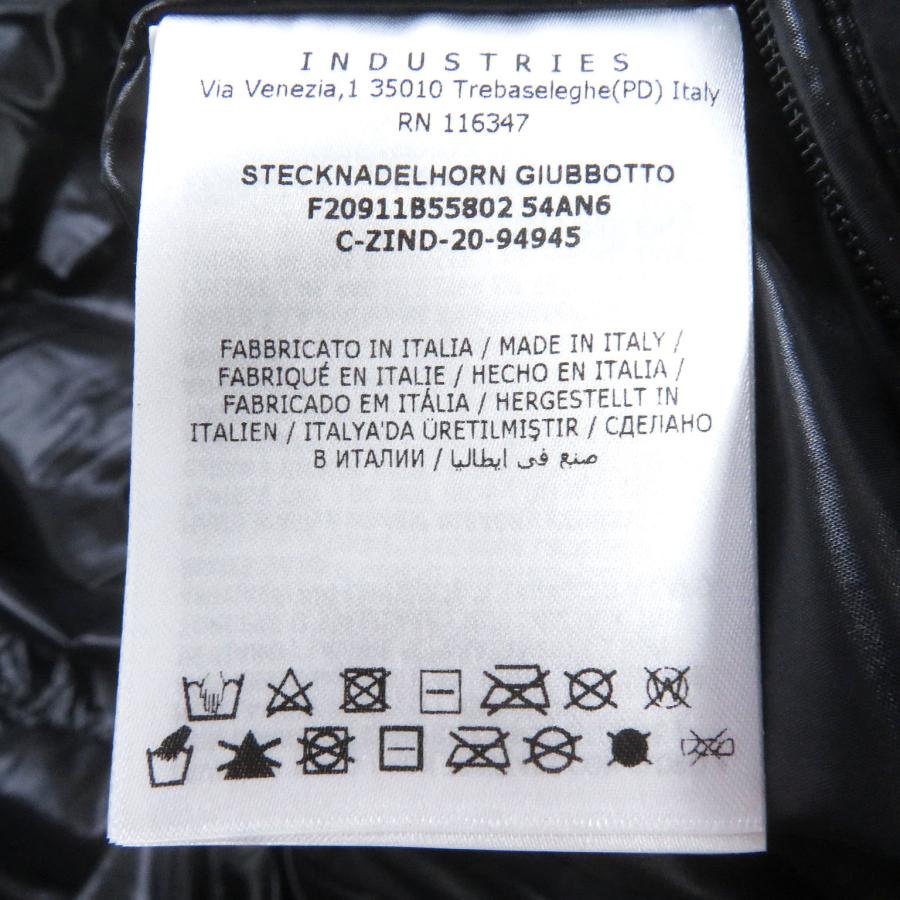 INDUSTRIES
Via Venezia,1 35010 Trebaseleghe(PD) Italy
RN 116347
STECKNADELHORN GIUBBOTTO
F20911B55802 54AN6
C-ZIND-20-94945
FABBRICATO IN ITALIA / MADE IN ITALY /
FABRIQUÉ EN ITALIE / HECHO EN ITALIA /
FABRICADO EM ITÁLIA / HERGESTELLT IN
ITALIEN / ITALYA'DA ÜRETILMIŞTIR / СДЕЛАНО
В ИТАЛИИ / صنع في ايطاليا